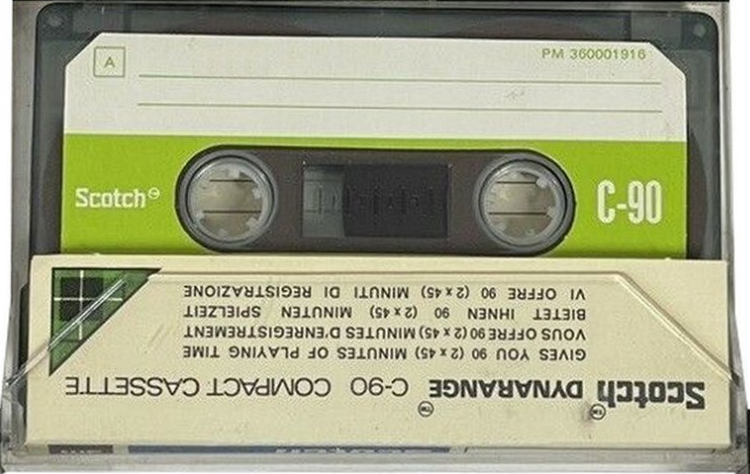 A
PM 360001916
Scotch
C-90
Scotch™ DYNARANGE™ C-90 COMPACT CASSETTE
GIVES YOU 90 (2 x 45) MINUTES OF PLAYING TIME
VOUS OFFRE 90 (2 x 45) MINUTES D'ENREGISTREMENT
BIETET IHNEN 90 (2 x 45) MINUTEN SPIELZEIT
VI OFFRE 90 (2 x 45) MINUTI DI REGISTRAZIONE